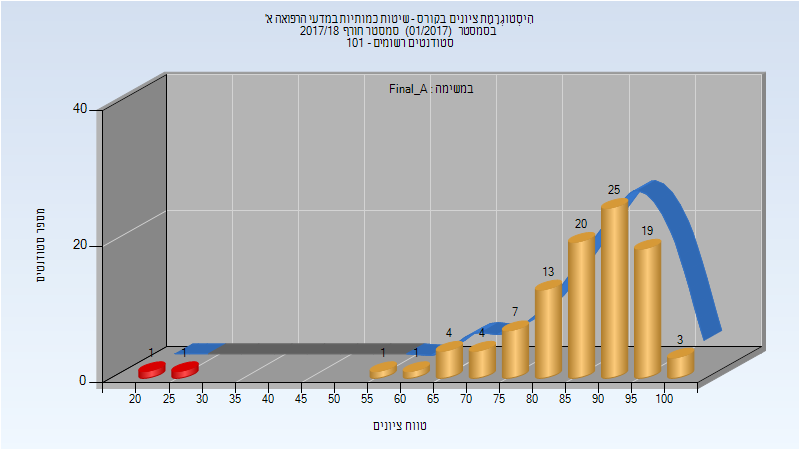 הִיסְטוֹגְרָמַת ציונים בקורס - שיטות כמותיות במדעי הרפואה א'
בסמסטר (01/2017) סמסטר חורף 2017/18
סטודנטים רשומים - 101
במשימה : Final_A
מספר סטודנטים
40
20
0
1 1 1 1 4 4 7 13 20 25 19 3
20 25 30 35 40 45 50 55 60 65 70 75 80 85 90 95 100
טווח ציונים